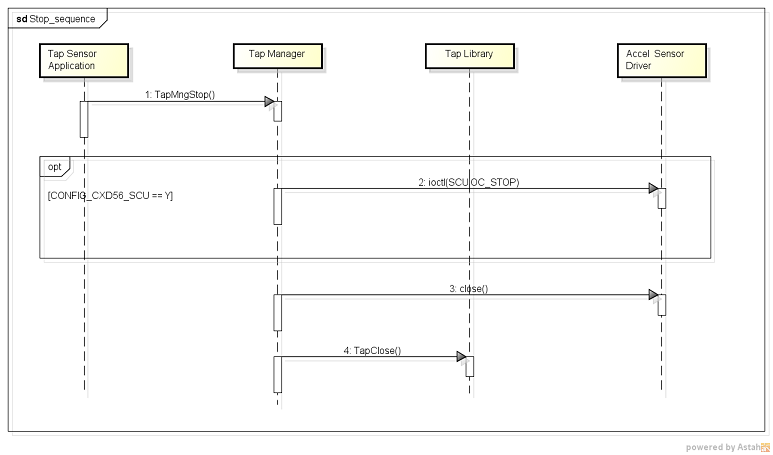 sd Stop_sequence
Tap Sensor
Application
Tap Manager
Tap Library
Accel Sensor
Driver
1: TapMngStop()
opt
[CONFIG_CXD56_SCU == Y]
2: ioctl(SCUIOC_STOP)
3: close()
4: TapClose()
powered by Astah